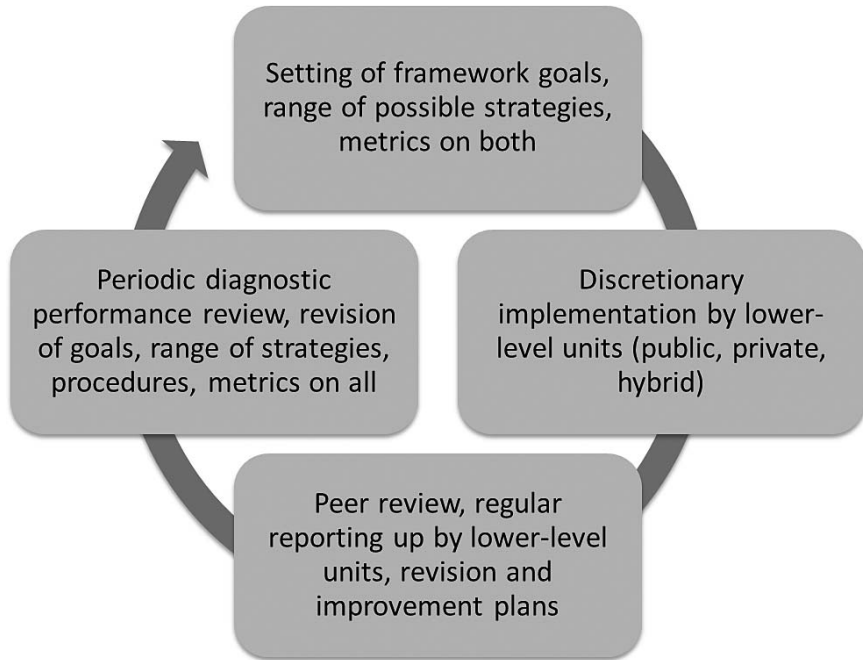 Setting of framework goals,
range of possible strategies,
metrics on both
Discretionary
implementation by lower-
level units (public, private,
hybrid)
Peer review, regular
reporting up by lower-level
units, revision and
improvement plans
Periodic diagnostic
performance review, revision
of goals, range of strategies,
procedures, metrics on all